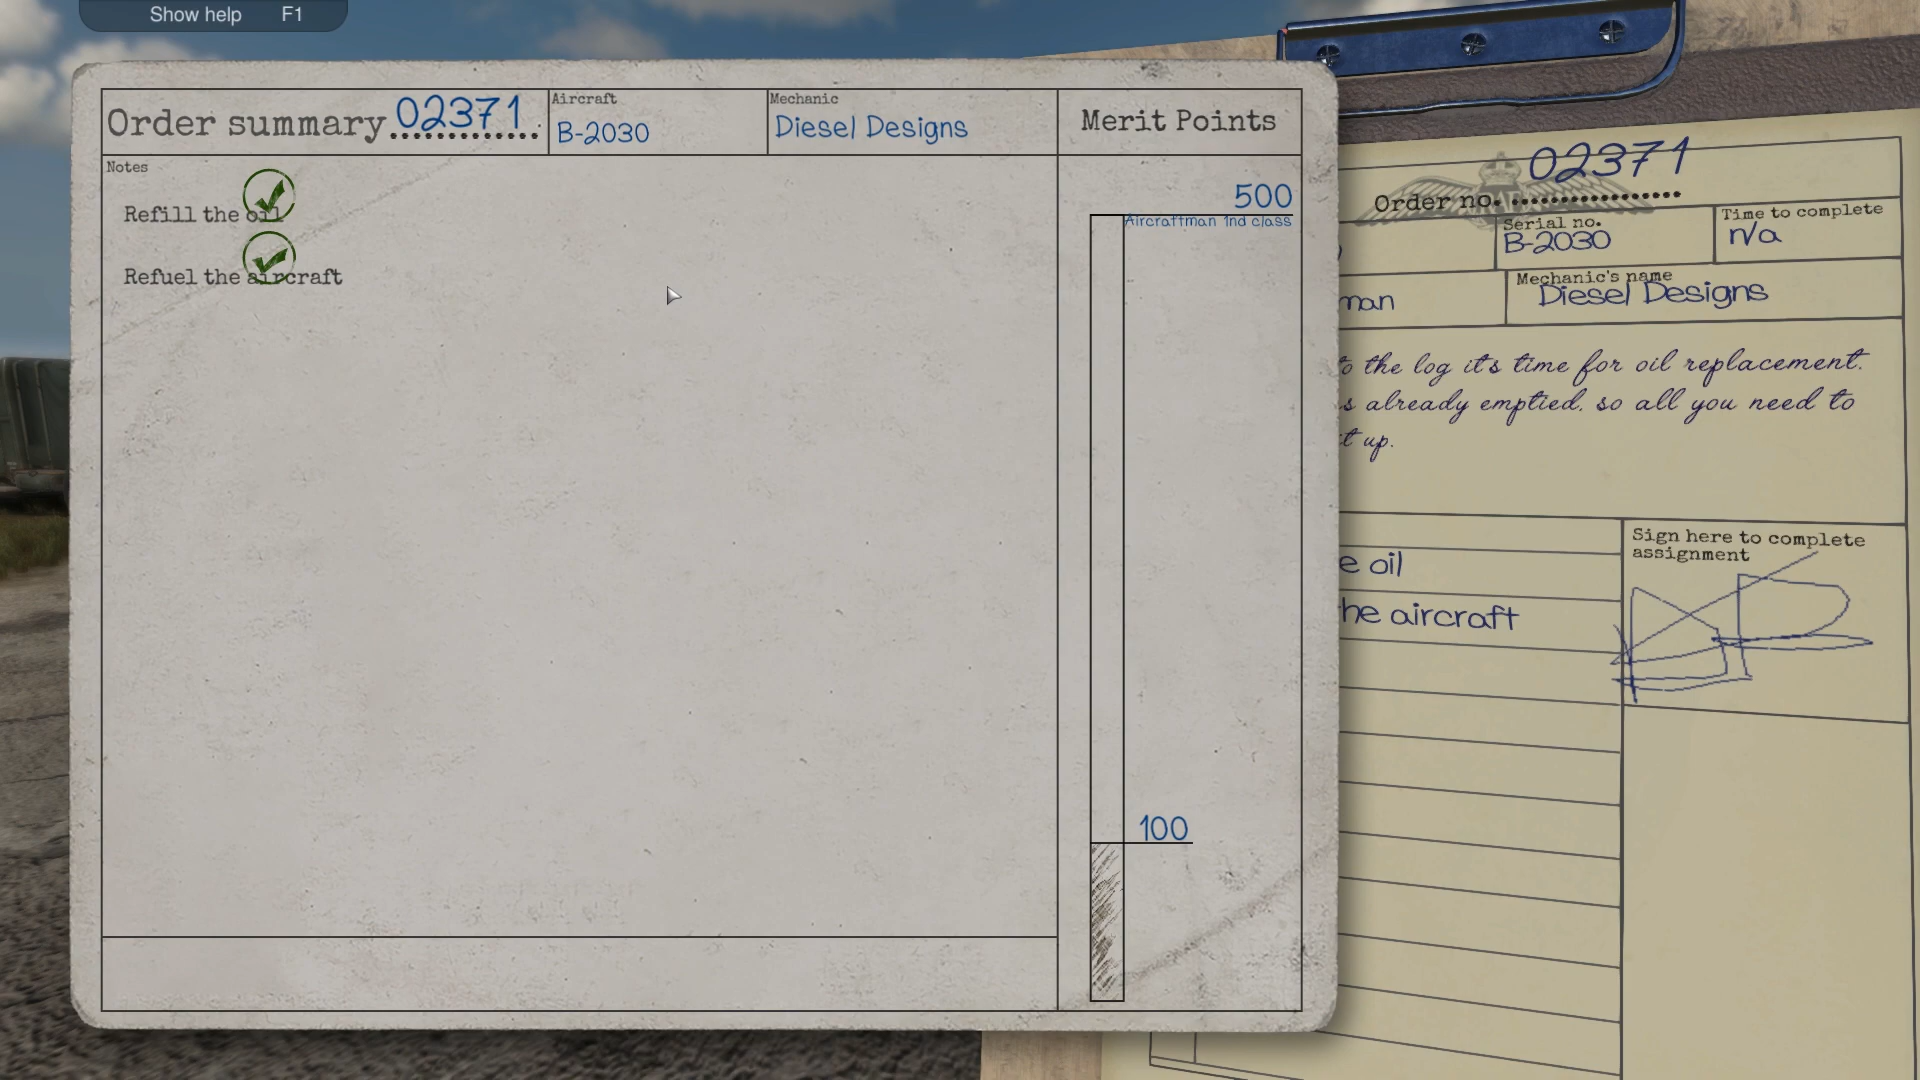 Show help F1
Order summary 02371
Aircraft
B-2030
Mechanic
Diesel Designs
Merit Points
Notes
Refill the oil
Refuel the aircraft
500
Aircraftman 1nd class
100
Order no. 02371
Serial no.
B-2030
Time to complete
n/a
man
Mechanic's name
Diesel Designs
to the log it's time for oil replacement.
s already emptied, so all you need to
t up.
Sign here to complete
assignment
e oil
he aircraft